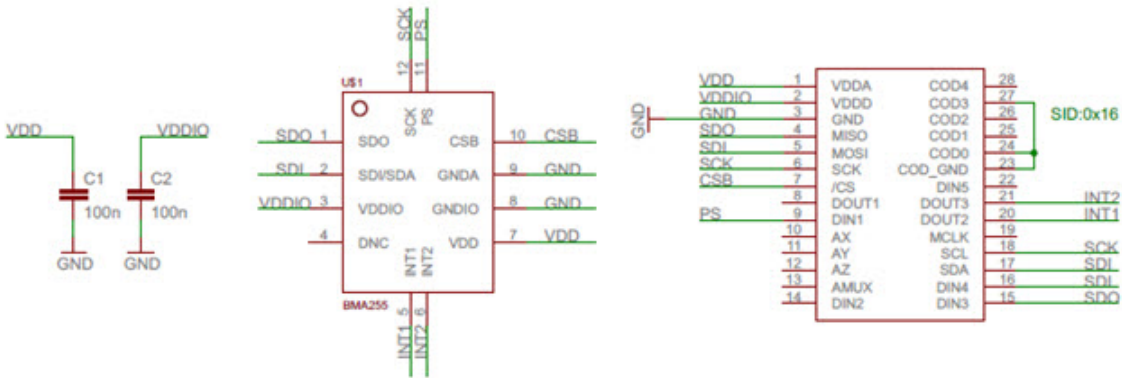 VDD
VDDIO
C1
100n
C2
100n
GND
GND
SCK
PS
12
11
U$1
SCK
PS
SDO 1 SDO
CSB 10 CSB
SDI 2 SDI/SDA
GNDA 9 GND
VDDIO 3 VDDIO
GNDIO 8 GND
4 DNC
VDD 7 VDD
INT1
INT2
BMA255
5
6
INT1
INT2
GND
VDD 1 VDDA
COD4 28
VDDIO 2 VDDD
COD3 27
GND 3 GND
COD2 26
SDO 4 MISO
COD1 25
SDI 5 MOSI
COD0 24
SCK 6 SCK
COD_GND 23
CSB 7 /CS
DIN5 22
8 DOUT1
DOUT3 21 INT2
PS 9 DIN1
DOUT2 20 INT1
10 AX
MCLK 19
11 AY
SCL 18 SCK
12 AZ
SDA 17 SDI
13 AMUX
DIN4 16 SDI
14 DIN2
DIN3 15 SDO
SID:0x16